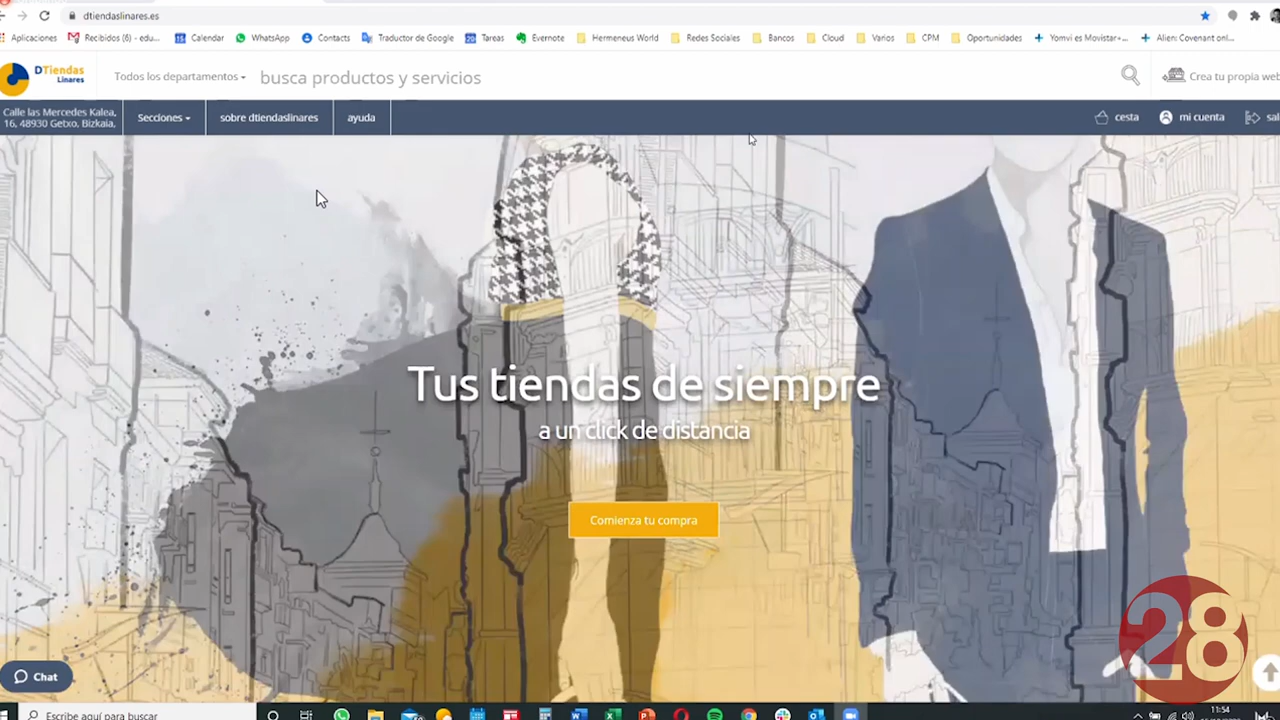 dtiendaslinares.es
Aplicaciones
Recibidos (6) - edu...
Calendar
WhatsApp
Contacts
Traductor de Google
Tareas
Evernote
Hermeneus World
Redes Sociales
Bancos
Cloud
Varios
CPM
Oportunidades
Yomvi es Movistar+...
Alien: Covenant onl...
DTiendas
Linares
Todos los departamentos
busca productos y servicios
Crea tu propia web
Calle las Mercedes Kalea,
16, 48930 Getxo, Bizkaia,
Secciones
sobre dtiendaslinares
ayuda
cesta
mi cuenta
sal
Tus tiendas de siempre
a un click de distancia
Comienza tu compra
28
Chat
Escribe aquí para buscar
11:54